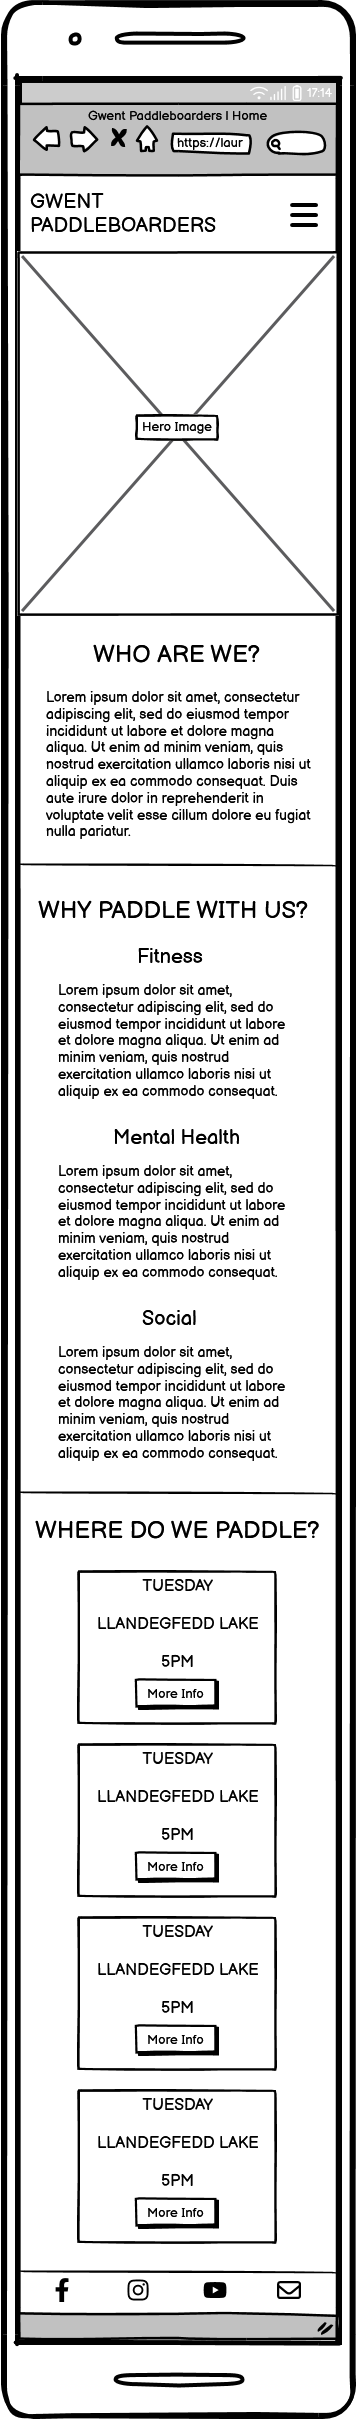 17:14
Gwent Paddleboarders | Home
https://laur
GWENT
PADDLEBOARDERS
Hero Image
WHO ARE WE?
Lorem ipsum dolor sit amet, consectetur
adipiscing elit, sed do eiusmod tempor
incididunt ut labore et dolore magna
aliqua. Ut enim ad minim veniam, quis
nostrud exercitation ullamco laboris nisi ut
aliquip ex ea commodo consequat. Duis
aute irure dolor in reprehenderit in
voluptate velit esse cillum dolore eu fugiat
nulla pariatur.
WHY PADDLE WITH US?
Fitness
Lorem ipsum dolor sit amet,
consectetur adipiscing elit, sed do
eiusmod tempor incididunt ut labore
et dolore magna aliqua. Ut enim ad
minim veniam, quis nostrud
exercitation ullamco laboris nisi ut
aliquip ex ea commodo consequat.
Mental Health
Lorem ipsum dolor sit amet,
consectetur adipiscing elit, sed do
eiusmod tempor incididunt ut labore
et dolore magna aliqua. Ut enim ad
minim veniam, quis nostrud
exercitation ullamco laboris nisi ut
aliquip ex ea commodo consequat.
Social
Lorem ipsum dolor sit amet,
consectetur adipiscing elit, sed do
eiusmod tempor incididunt ut labore
et dolore magna aliqua. Ut enim ad
minim veniam, quis nostrud
exercitation ullamco laboris nisi ut
aliquip ex ea commodo consequat.
WHERE DO WE PADDLE?
TUESDAY
LLANDEGFEDD LAKE
5PM
More Info
TUESDAY
LLANDEGFEDD LAKE
5PM
More Info
TUESDAY
LLANDEGFEDD LAKE
5PM
More Info
TUESDAY
LLANDEGFEDD LAKE
5PM
More Info